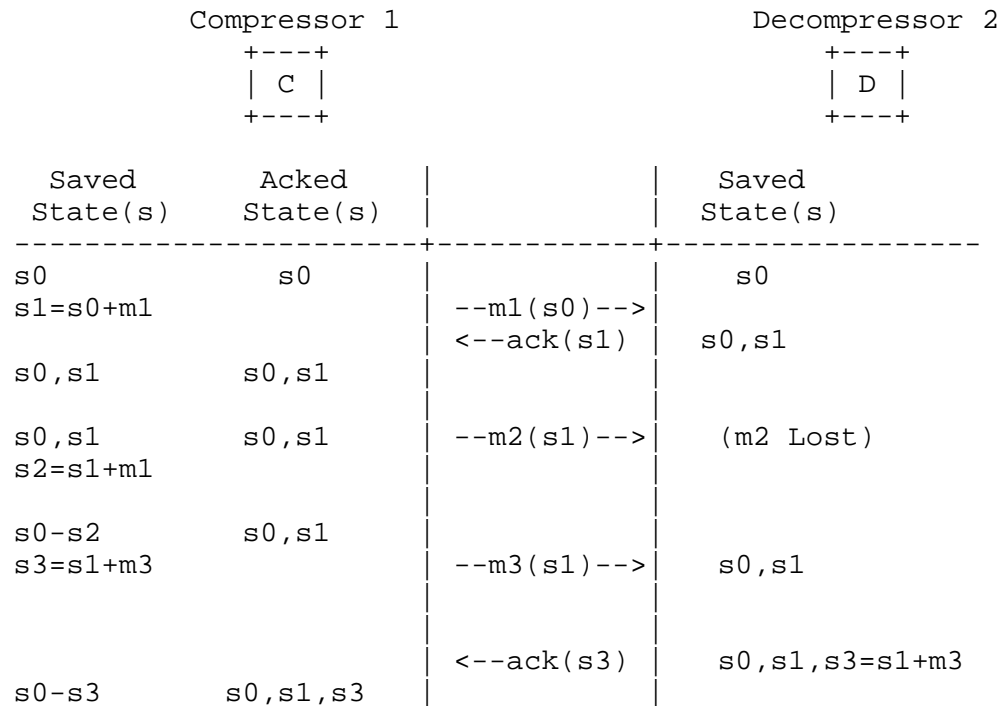 Compressor 1                    Decompressor 2
+---+                           +---+
| C |                           | D |
+---+                           +---+
Saved       Acked      |            |   Saved
State(s)    State(s)   |            |  State(s)
-----------------------+------------+------------------
s0             s0      |            |    s0
s1=s0+m1               | --m1(s0)-->|
                       | <--ack(s1) |  s0,s1
s0,s1        s0,s1     |            |
                       |            |
s0,s1        s0,s1     | --m2(s1)-->|   (m2 Lost)
s2=s1+m1               |            |
                       |            |
s0-s2        s0,s1     |            |
s3=s1+m3               | --m3(s1)-->|   s0,s1
                       |            |
                       |            |
                       | <--ack(s3) |   s0,s1,s3=s1+m3
s0-s3       s0,s1,s3   |            |